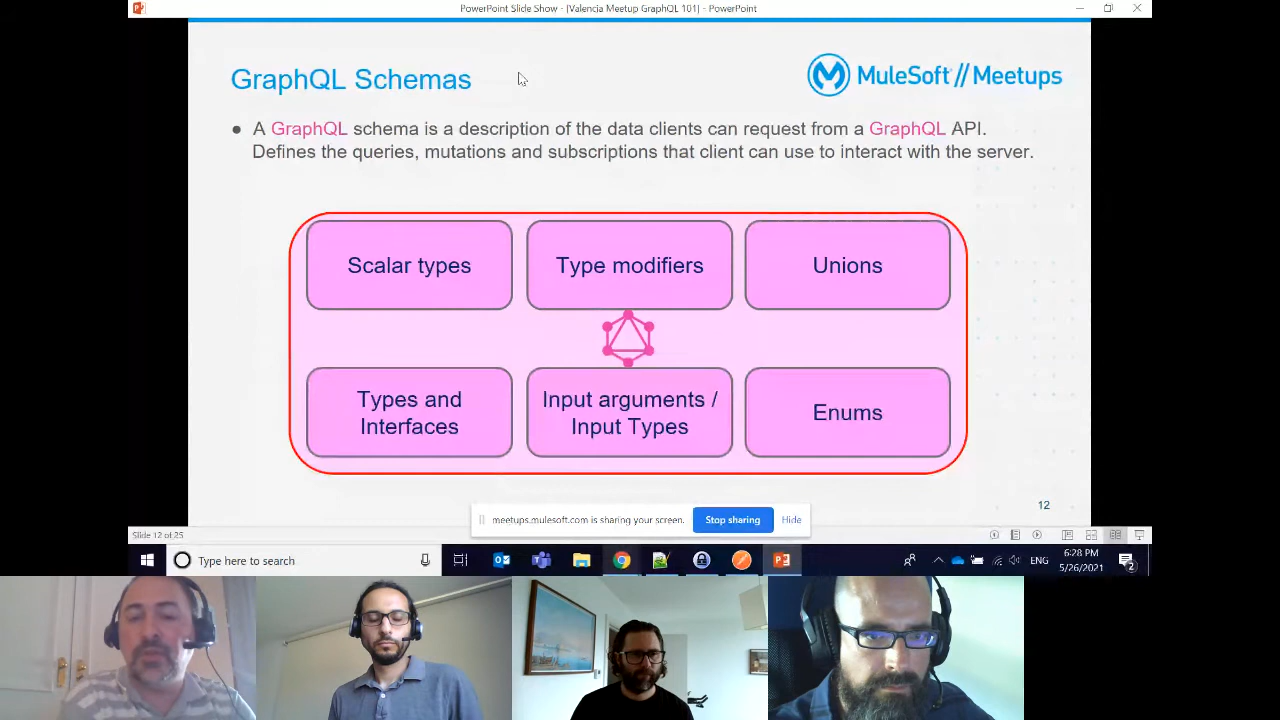 PowerPoint Slide Show - [Valencia Meetup GraphQL 101] - PowerPoint
GraphQL Schemas
MuleSoft // Meetups
● A GraphQL schema is a description of the data clients can request from a GraphQL API.
Defines the queries, mutations and subscriptions that client can use to interact with the server.
Scalar types
Type modifiers
Unions
Types and
Interfaces
Input arguments /
Input Types
Enums
12
meetups.mulesoft.com is sharing your screen.
Stop sharing
Hide
Slide 12 of 25
Type here to search
ENG
6:28 PM
5/26/2021
2